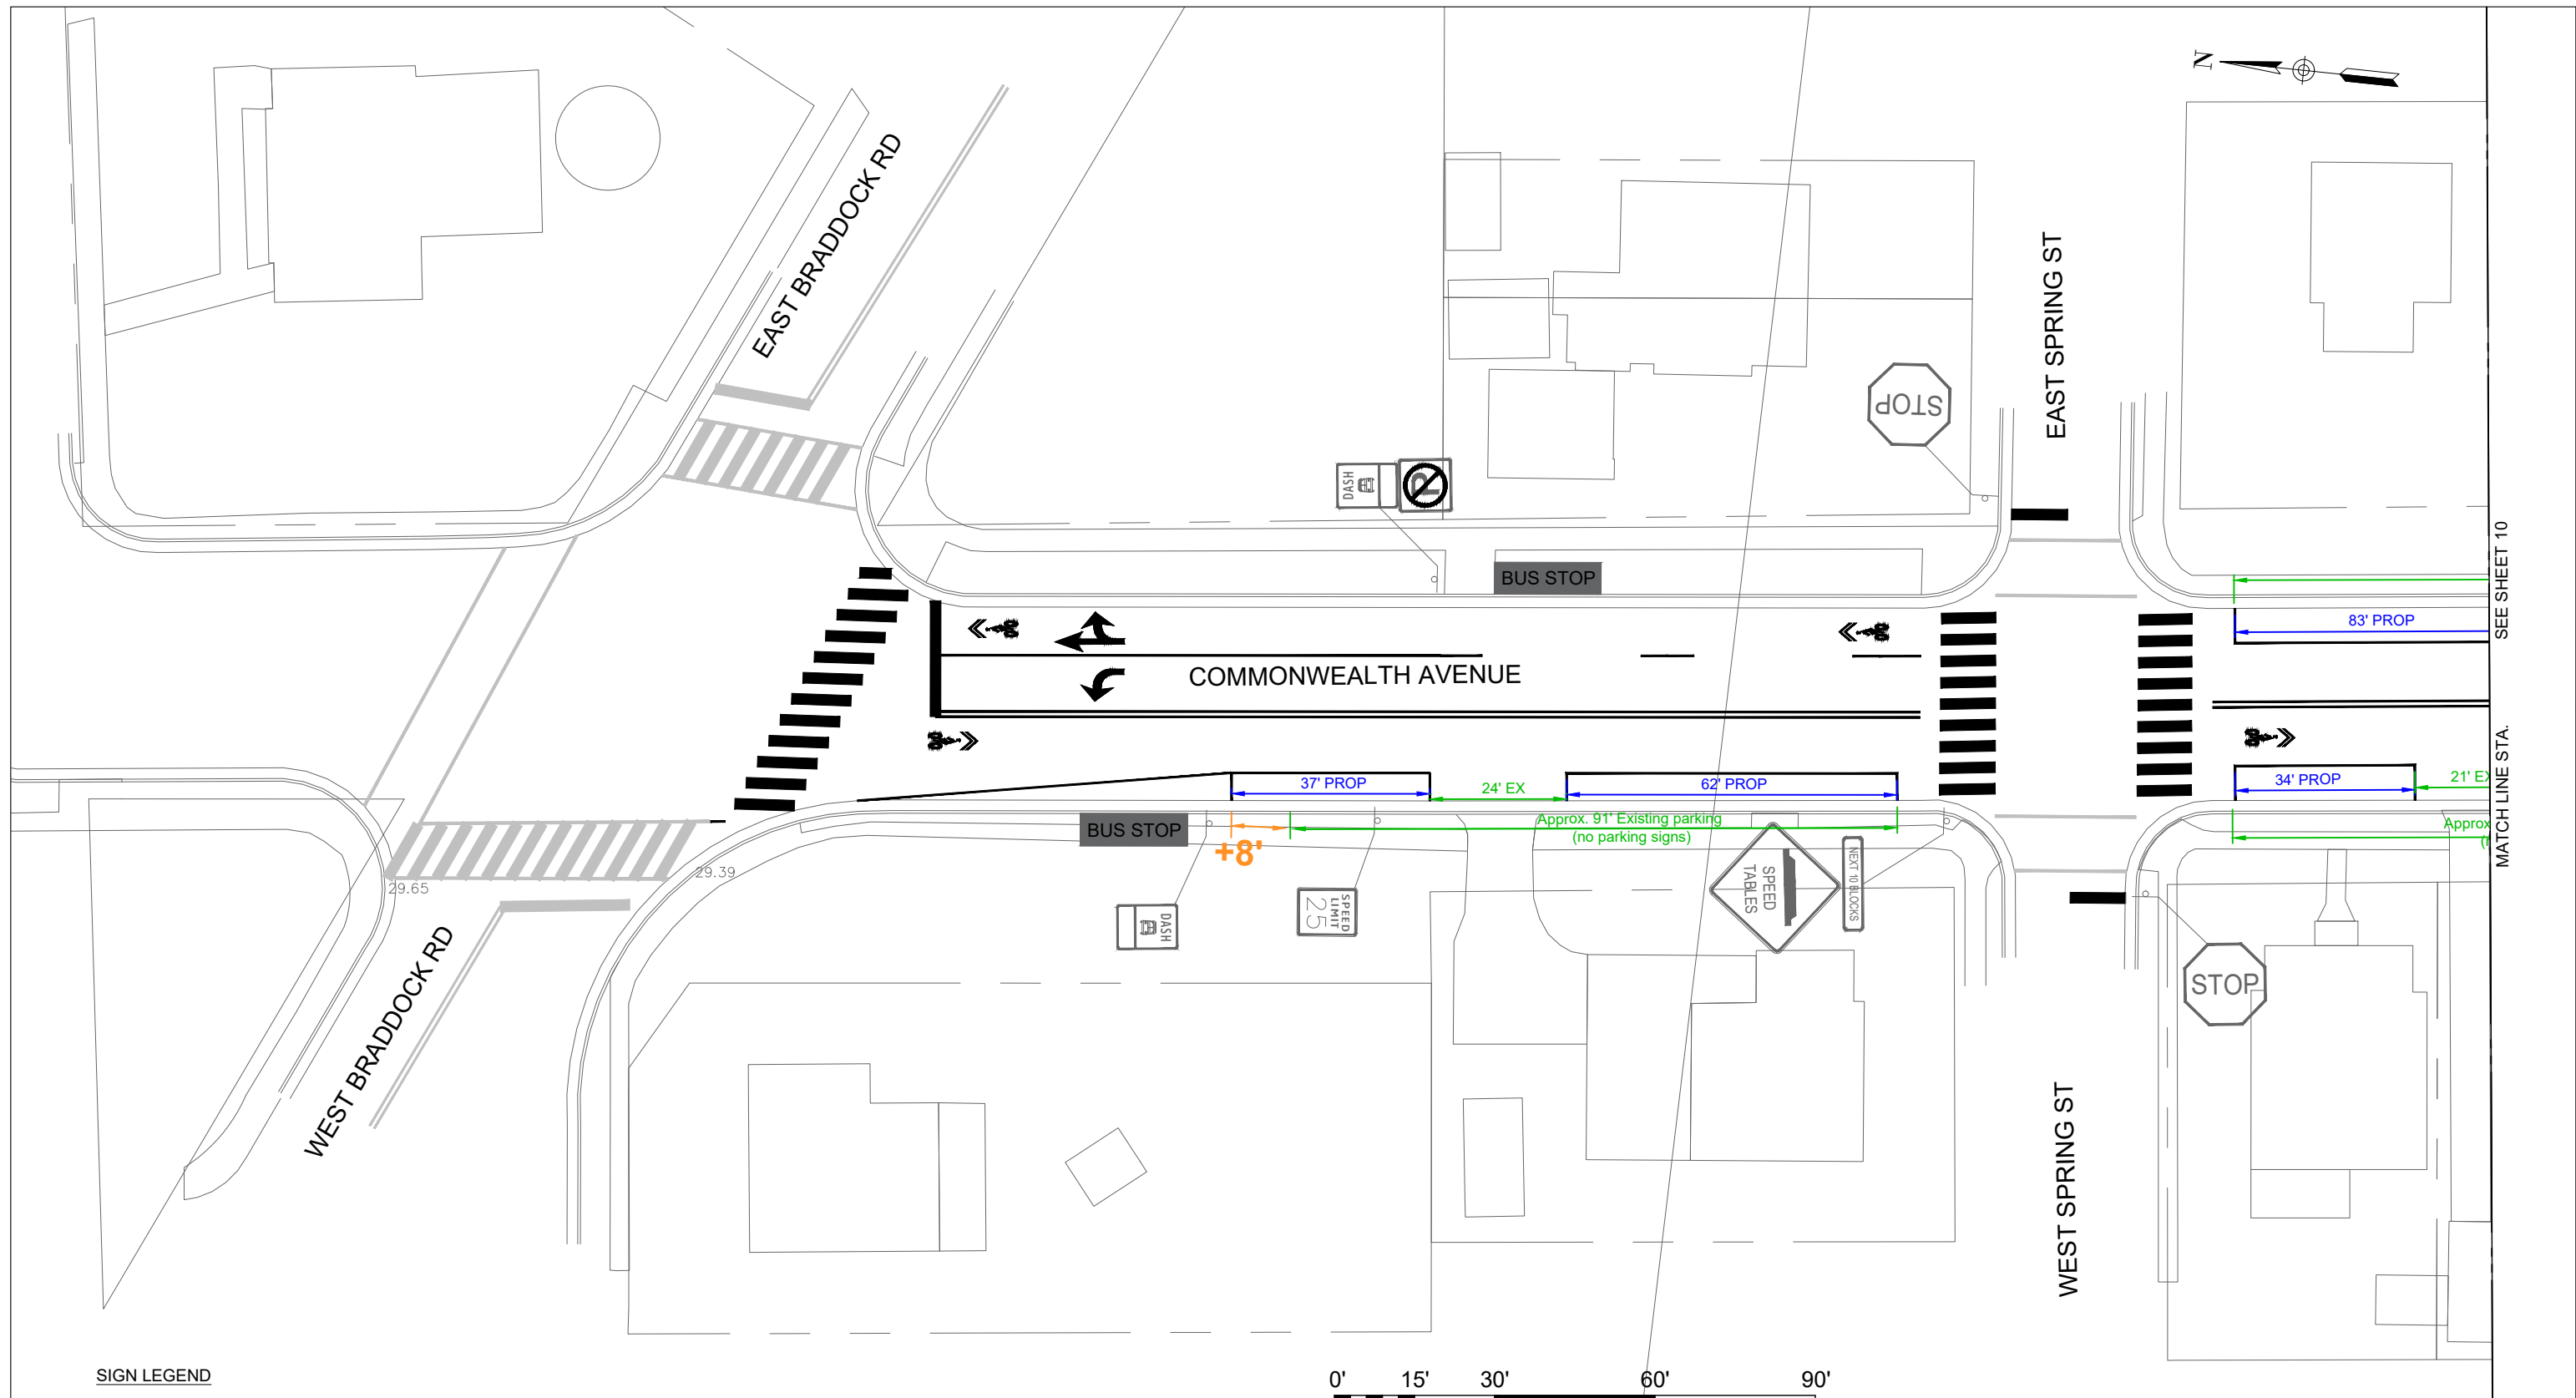 N
EAST BRADDOCK RD
EAST SPRING ST
STOP
DASH
P
BUS STOP
SEE SHEET 10
83' PROP
COMMONWEALTH AVENUE
37' PROP
24' EX
62' PROP
34' PROP
21' EX
BUS STOP
+8'
Approx. 91' Existing parking
(no parking signs)
Approx
MATCH LINE STA.
29.65
29.39
DASH
SPEED
LIMIT
25
SPEED
TABLES
NEXT 10 BLOCKS
STOP
WEST BRADDOCK RD
WEST SPRING ST
SIGN LEGEND
0' 15' 30' 60' 90'